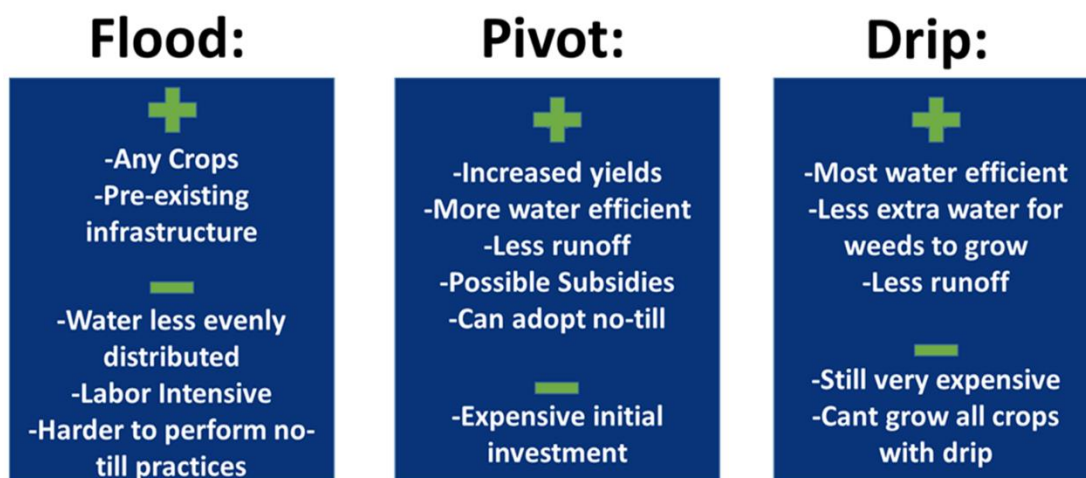 Flood:
-Any Crops
-Pre-existing
infrastructure
-Water less evenly
distributed
-Labor Intensive
-Harder to perform no-
till practices
Pivot:
-Increased yields
-More water efficient
-Less runoff
-Possible Subsidies
-Can adopt no-till
-Expensive initial
investment
Drip:
-Most water efficient
-Less extra water for
weeds to grow
-Less runoff
-Still very expensive
-Cant grow all crops
with drip